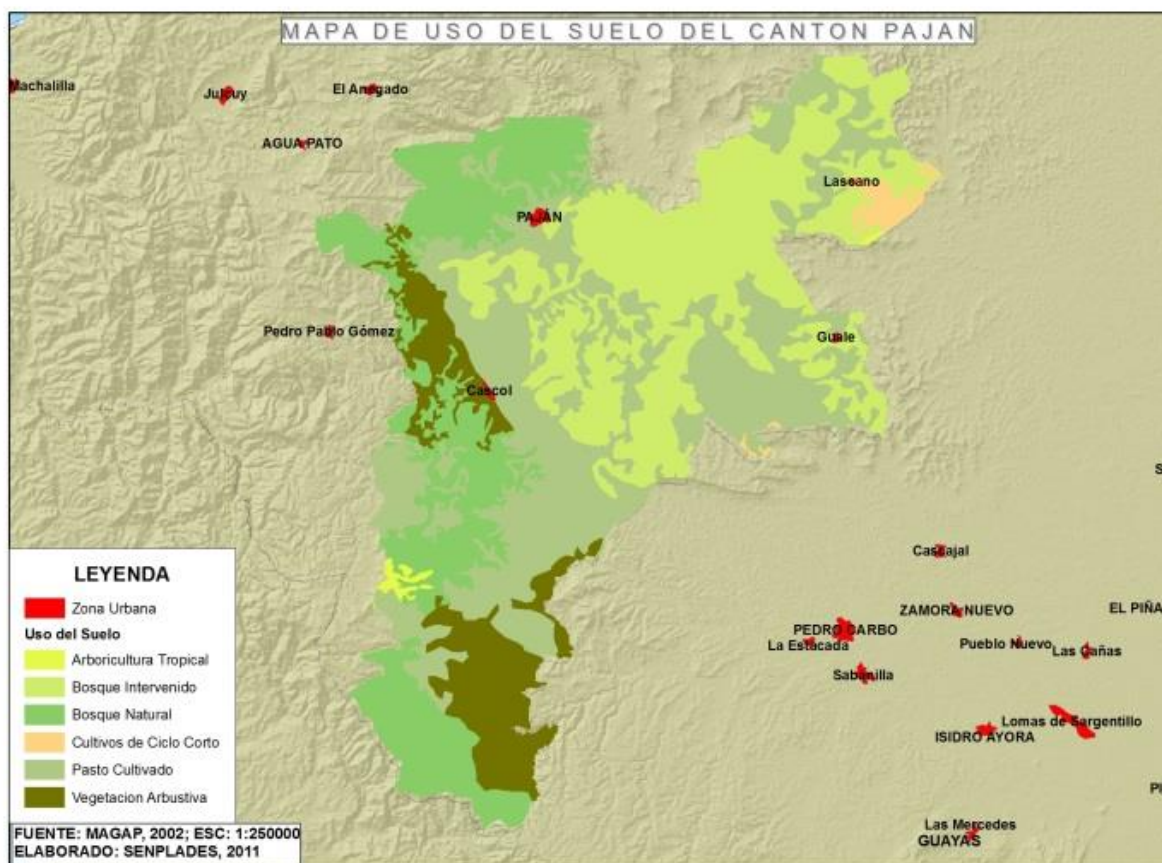 MAPA DE USO DEL SUELO DEL CANTON PAJAN
Machalilla
Julcuy
El Anegado
AGUA PATO
Lascano
PAJÁN
Pedro Pablo Gómez
Guale
Cascol
S
Cascajal
ZAMORA NUEVO
EL PIÑA
PEDRO CARBO
La Estacada
Pueblo Nuevo
Las Cañas
Sabanilla
Lomas de Sargentillo
ISIDRO AYORA
PI
Las Mercedes
GUAYAS
LEYENDA
Zona Urbana
Uso del Suelo
Arboricultura Tropical
Bosque Intervenido
Bosque Natural
Cultivos de Ciclo Corto
Pasto Cultivado
Vegetacion Arbustiva
FUENTE: MAGAP, 2002; ESC: 1:250000
ELABORADO: SENPLADES, 2011